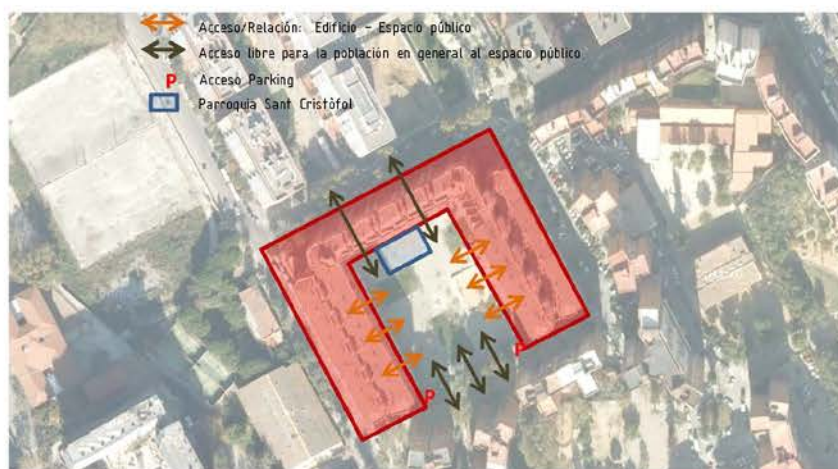 Acceso/Relación: Edificio – Espacio público
Acceso libre para la población en general al espacio público
P Acceso Parking
Parroquia Sant Cristòfol
P
P